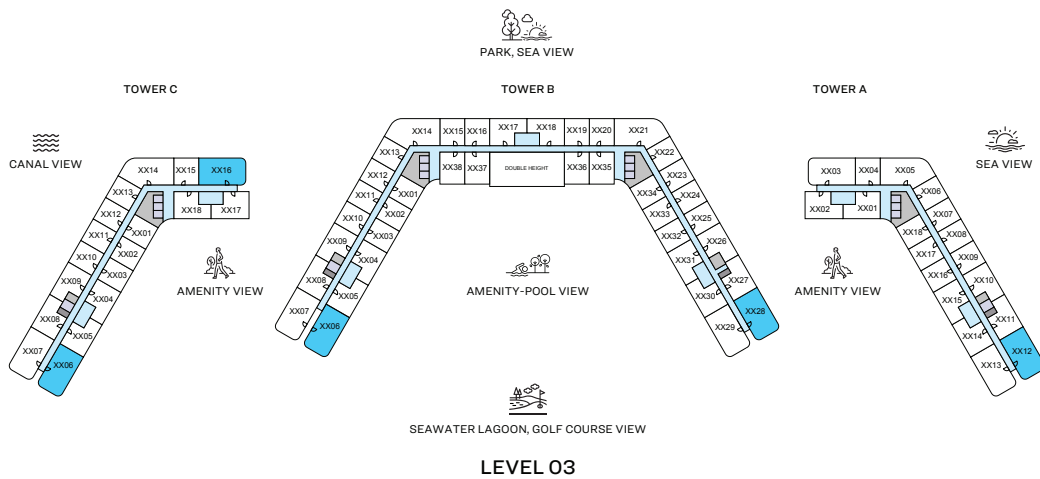 PARK, SEA VIEW
TOWER C
TOWER B
TOWER A
CANAL VIEW
SEA VIEW
XX14
XX15
XX16
XX13
XX12
XX11
XX10
XX09
XX08
XX07
XX18
XX17
XX01
XX02
XX03
XX04
XX05
XX06
AMENITY VIEW
XX14
XX15
XX16
XX17
XX18
XX19
XX20
XX21
XX13
XX12
XX11
XX10
XX09
XX08
XX07
XX38
XX37
DOUBLE HEIGHT
XX36
XX35
XX01
XX02
XX03
XX04
XX05
XX06
XX22
XX23
XX24
XX25
XX26
XX27
XX28
XX34
XX33
XX32
XX31
XX30
XX29
AMENITY-POOL VIEW
XX03
XX04
XX05
XX02
XX01
XX06
XX07
XX08
XX09
XX10
XX11
XX12
XX18
XX17
XX16
XX15
XX14
XX13
AMENITY VIEW
SEAWATER LAGOON, GOLF COURSE VIEW
LEVEL 03